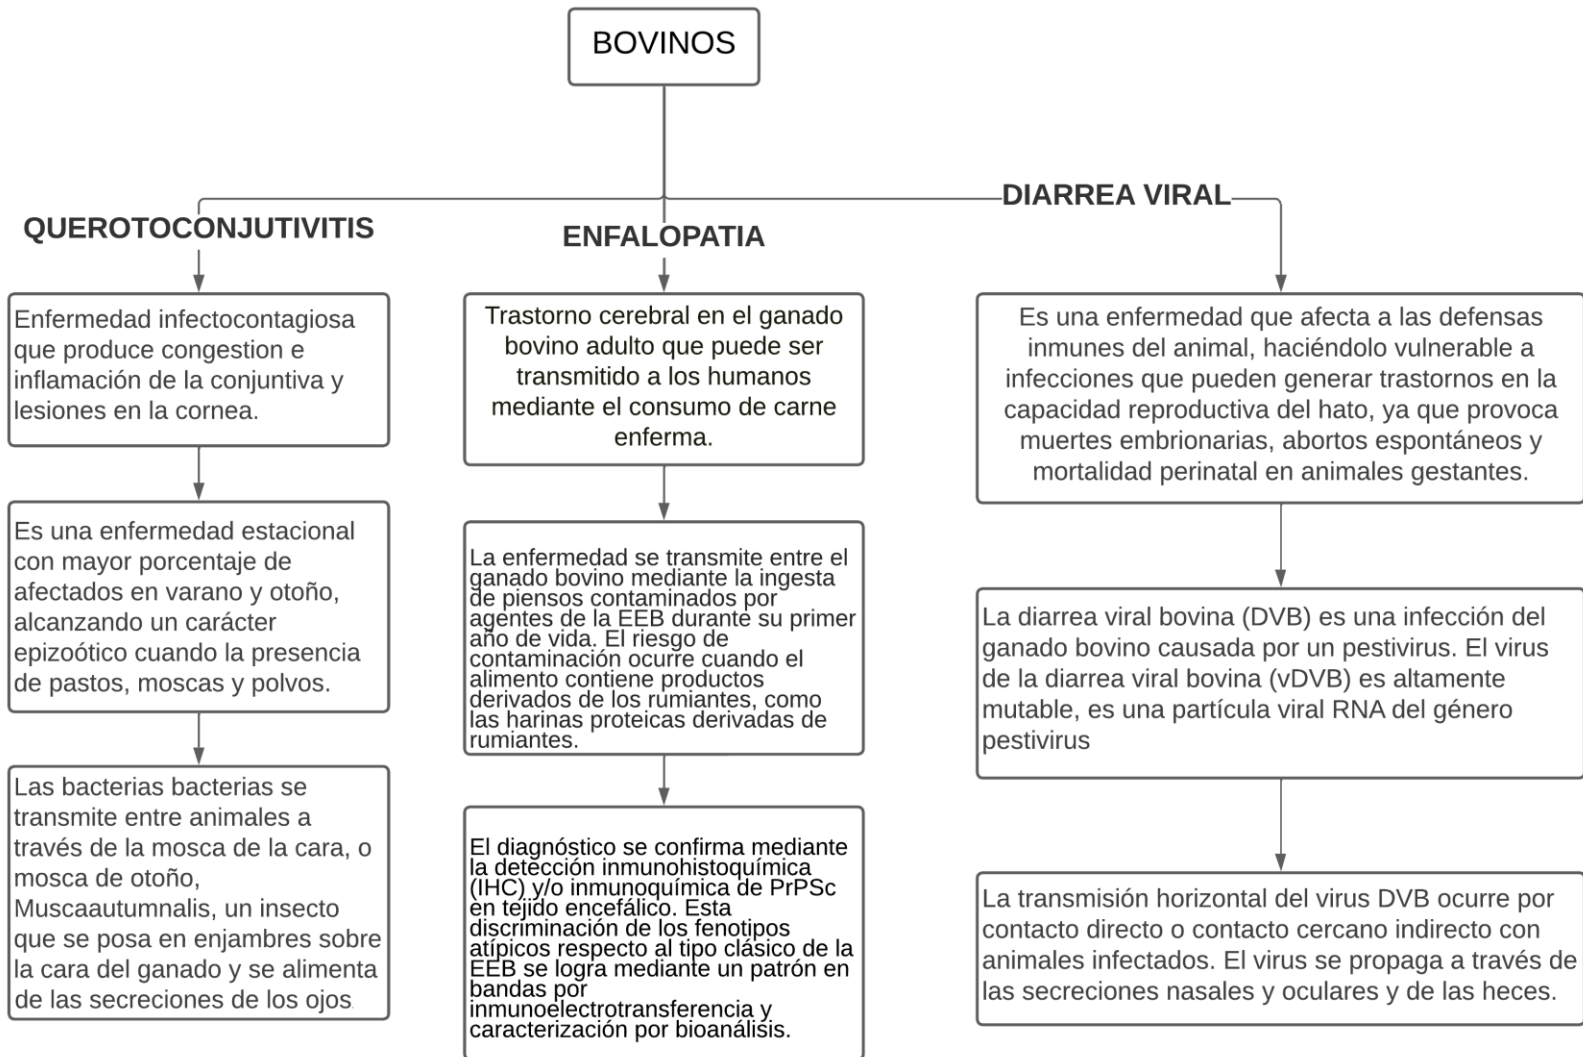 BOVINOS
QUEROTOCONJUTIVITIS
Enfermedad infectocontagiosa
que produce congestion e
inflamación de la conjuntiva y
lesiones en la cornea.
Es una enfermedad estacional
con mayor porcentaje de
afectados en varano y otoño,
alcanzando un carácter
epizoótico cuando la presencia
de pastos, moscas y polvos.
Las bacterias bacterias se
transmite entre animales a
través de la mosca de la cara, o
mosca de otoño,
Muscaautumnalis, un insecto
que se posa en enjambres sobre
la cara del ganado y se alimenta
de las secreciones de los ojos.
ENFALOPATIA
Trastorno cerebral en el ganado
bovino adulto que puede ser
transmitido a los humanos
mediante el consumo de carne
enferma.
La enfermedad se transmite entre el
ganado bovino mediante la ingesta
de piensos contaminados por
agentes de la EEB durante su primer
año de vida. El riesgo de
contaminación ocurre cuando el
alimento contiene productos
derivados de los rumiantes, como
las harinas proteicas derivadas de
rumiantes.
El diagnóstico se confirma mediante
la detección inmunohistoquímica
(IHC) y/o inmunoquímica de PrPSc
en tejido encefálico. Esta
discriminación de los fenotipos
atípicos respecto al tipo clásico de la
EEB se logra mediante un patrón en
bandas por
inmunoelectrotransferencia y
caracterización por bioanálisis.
DIARREA VIRAL
Es una enfermedad que afecta a las defensas
inmunes del animal, haciéndolo vulnerable a
infecciones que pueden generar trastornos en la
capacidad reproductiva del hato, ya que provoca
muertes embrionarias, abortos espontáneos y
mortalidad perinatal en animales gestantes.
La diarrea viral bovina (DVB) es una infección del
ganado bovino causada por un pestivirus. El virus
de la diarrea viral bovina (vDVB) es altamente
mutable, es una partícula viral RNA del género
pestivirus
La transmisión horizontal del virus DVB ocurre por
contacto directo o contacto cercano indirecto con
animales infectados. El virus se propaga a través de
las secreciones nasales y oculares y de las heces.